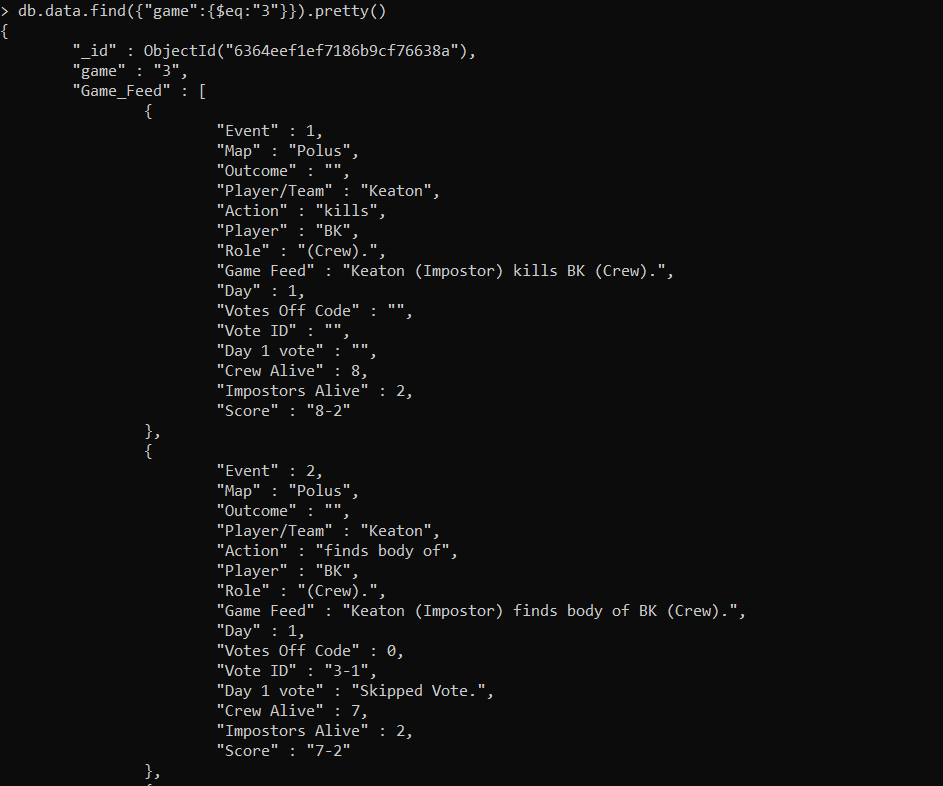 > db.data.find({"game":{$eq:"3"}}).pretty()
{
"_id" : ObjectId("6364eef1ef7186b9cf76638a"),
"game" : "3",
"Game_Feed" : [
{
"Event" : 1,
"Map" : "Polus",
"Outcome" : "",
"Player/Team" : "Keaton",
"Action" : "kills",
"Player" : "BK",
"Role" : "(Crew).",
"Game Feed" : "Keaton (Impostor) kills BK (Crew).",
"Day" : 1,
"Votes Off Code" : "",
"Vote ID" : "",
"Day 1 vote" : "",
"Crew Alive" : 8,
"Impostors Alive" : 2,
"Score" : "8-2"
},
{
"Event" : 2,
"Map" : "Polus",
"Outcome" : "",
"Player/Team" : "Keaton",
"Action" : "finds body of",
"Player" : "BK",
"Role" : "(Crew).",
"Game Feed" : "Keaton (Impostor) finds body of BK (Crew).",
"Day" : 1,
"Votes Off Code" : 0,
"Vote ID" : "3-1",
"Day 1 vote" : "Skipped Vote.",
"Crew Alive" : 7,
"Impostors Alive" : 2,
"Score" : "7-2"
},